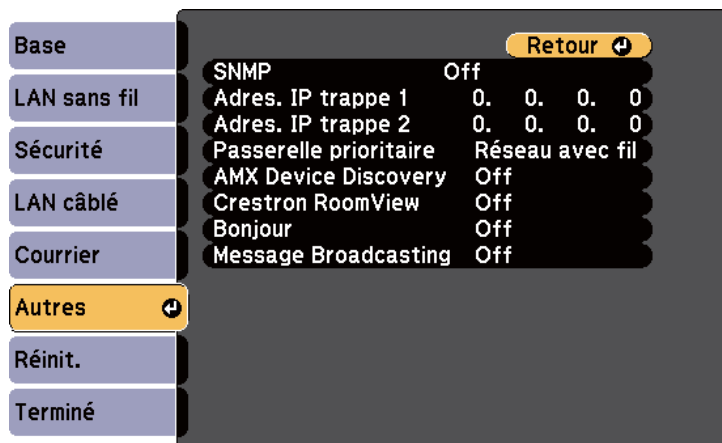 Base
LAN sans fil
Sécurité
LAN câblé
Courrier
Autres
Réinit.
Terminé
Retour
SNMP Off
Adres. IP trappe 1 0. 0. 0. 0
Adres. IP trappe 2 0. 0. 0. 0
Passerelle prioritaire Réseau avec fil
AMX Device Discovery Off
Crestron RoomView Off
Bonjour Off
Message Broadcasting Off